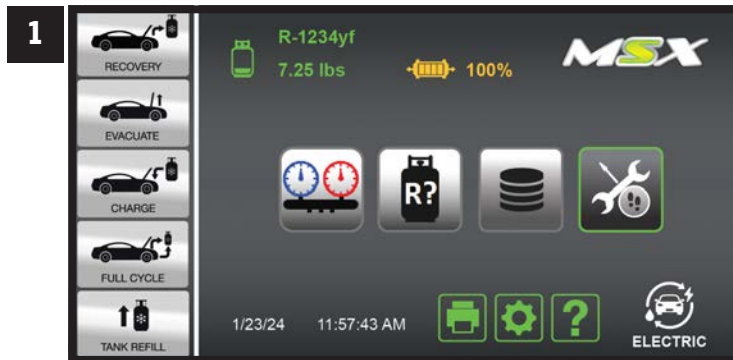 1
RECOVERY
EVACUATE
CHARGE
FULL CYCLE
TANK REFILL
R-1234yf
7.25 lbs
100%
MSX
R?
?
1/23/24 11:57:43 AM
ELECTRIC